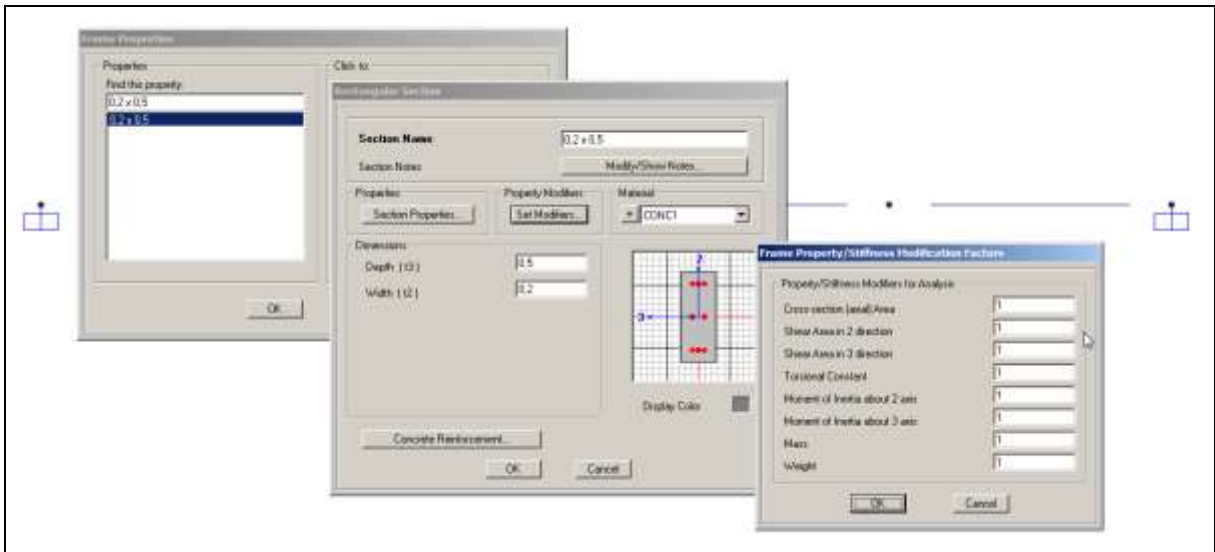 Frame Properties
Properties
Find this property:
0,2 x 0,5
0,2 x 0,5
Click to:
OK
Rectangular Section
Section Name
0,2 x 0,5
Section Notes
Modify/Show Notes...
Properties
Section Properties...
Property Modifiers
Set Modifiers...
Material
+ CONC1
Dimensions
Depth ( t3 )
0,5
Width ( t2 )
0,2
2
3
Display Color
Concrete Reinforcement...
OK
Cancel
Frame Property/Stiffness Modification Factors
Property/Stiffness Modifiers for Analysis
Cross-section (axial) Area
1
Shear Area in 2 direction
1
Shear Area in 3 direction
1
Torsional Constant
1
Moment of Inertia about 2 axis
1
Moment of Inertia about 3 axis
1
Mass
1
Weight
1
OK
Cancel